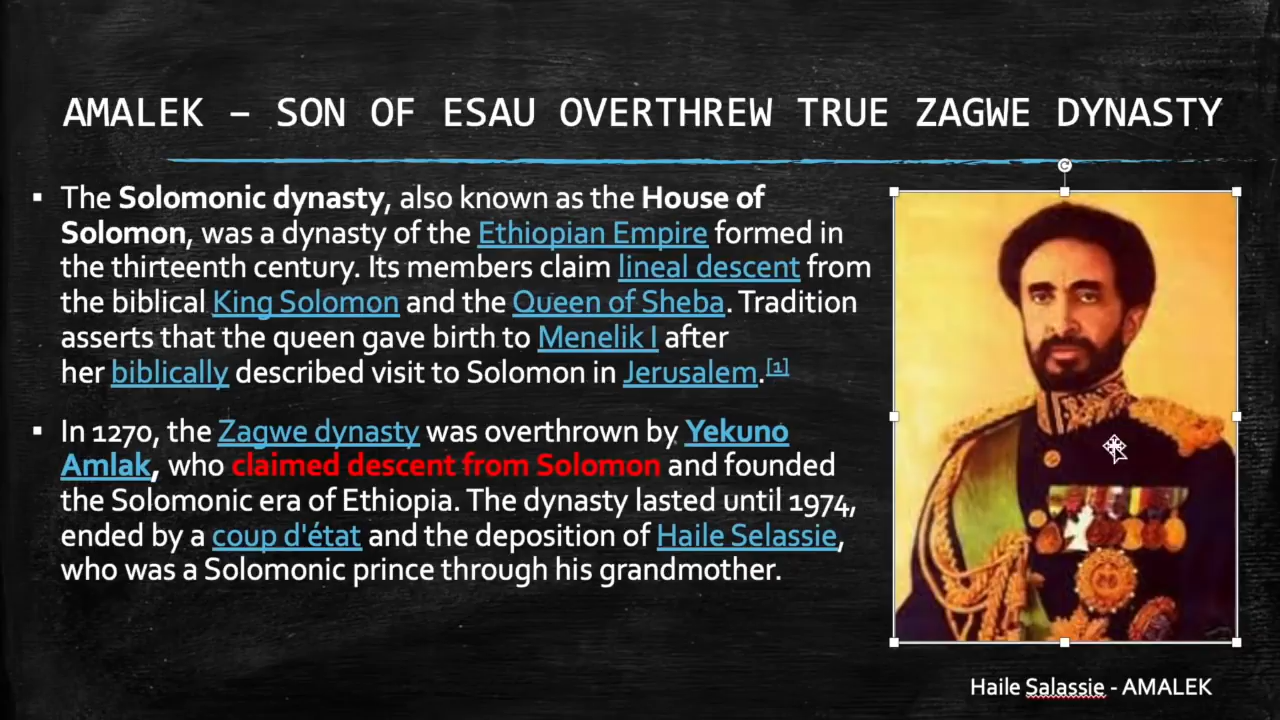 AMALEK – SON OF ESAU OVERTHREW TRUE ZAGWE DYNASTY
▪ The Solomonic dynasty, also known as the House of
Solomon, was a dynasty of the Ethiopian Empire formed in
the thirteenth century. Its members claim lineal descent from
the biblical King Solomon and the Queen of Sheba. Tradition
asserts that the queen gave birth to Menelik I after
her biblically described visit to Solomon in Jerusalem.[1]
▪ In 1270, the Zagwe dynasty was overthrown by Yekuno
Amlak, who claimed descent from Solomon and founded
the Solomonic era of Ethiopia. The dynasty lasted until 1974,
ended by a coup d'état and the deposition of Haile Selassie,
who was a Solomonic prince through his grandmother.
Haile Salassie - AMALEK